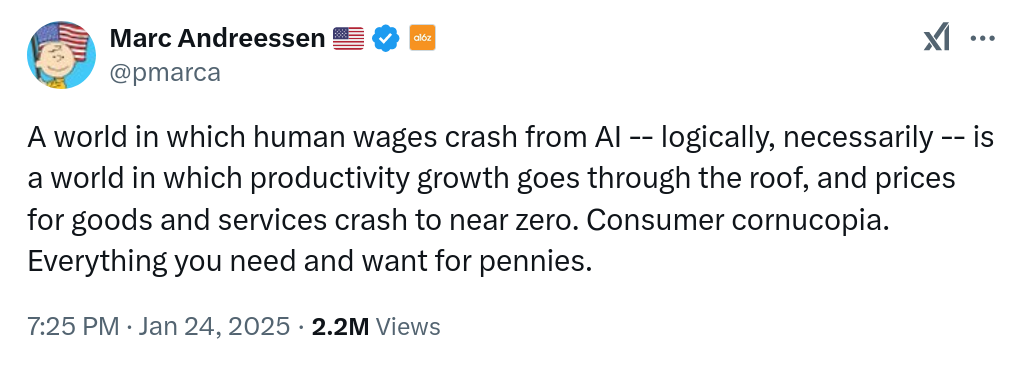 Marc Andreessen 🇺🇸 a16z
@pmarca
A world in which human wages crash from AI -- logically, necessarily -- is
a world in which productivity growth goes through the roof, and prices
for goods and services crash to near zero. Consumer cornucopia.
Everything you need and want for pennies.
7:25 PM · Jan 24, 2025 · 2.2M Views